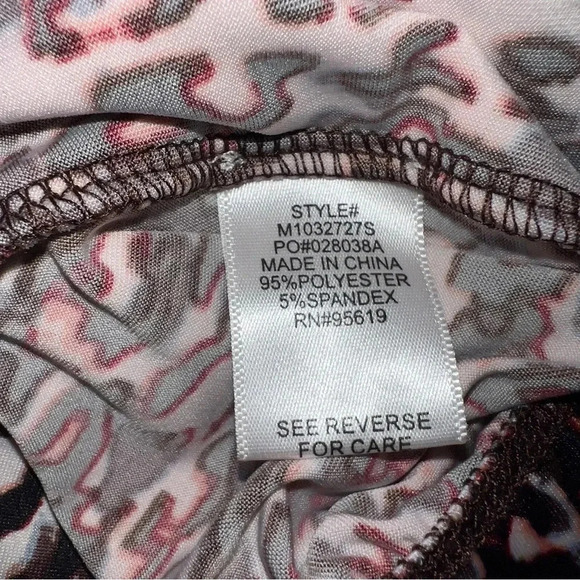 STYLE#
M1032727S
PO#028038A
MADE IN CHINA
95%POLYESTER
5%SPANDEX
RN#95619
SEE REVERSE
FOR CARE